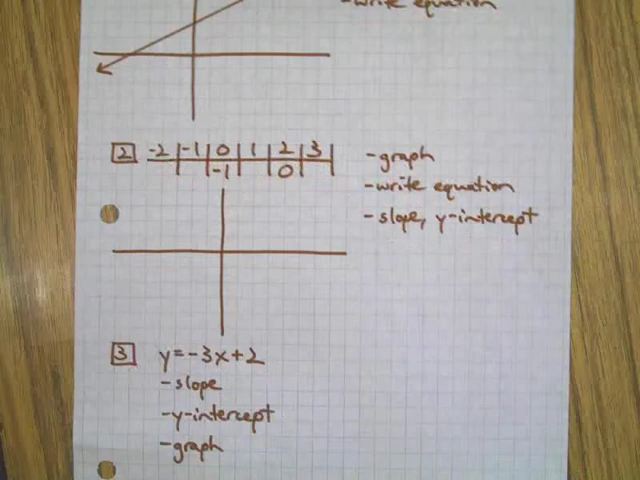 -write equation
2 -2 -1 0 1 2 3
-1 0
-graph
-write equation
-slope, y-intercept
3 y=-3x+2
-slope
-y-intercept
-graph